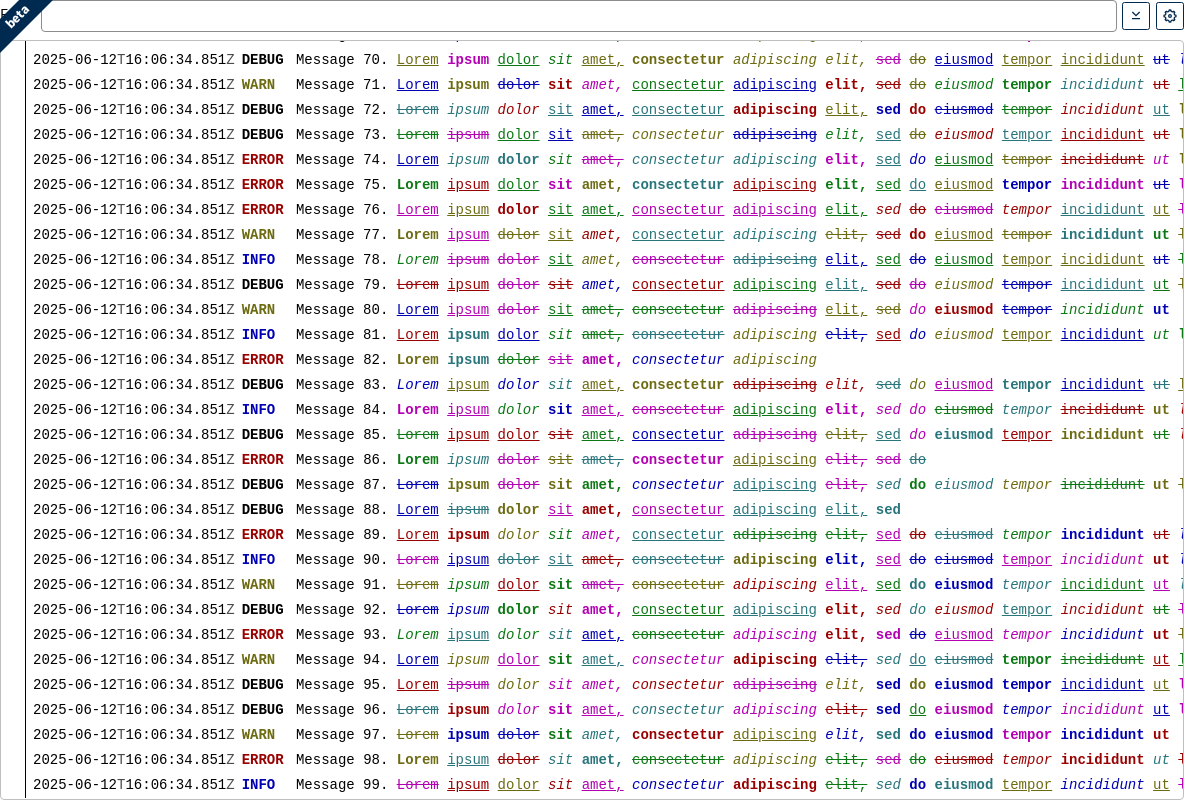 beta
2025-06-12T16:06:34.851Z DEBUG Message 70. Lorem ipsum dolor sit amet, consectetur adipiscing elit, sed do eiusmod tempor incididunt ut
2025-06-12T16:06:34.851Z WARN Message 71. Lorem ipsum dolor sit amet, consectetur adipiscing elit, sed do eiusmod tempor incididunt ut
2025-06-12T16:06:34.851Z DEBUG Message 72. Lorem ipsum dolor sit amet, consectetur adipiscing elit, sed do eiusmod tempor incididunt ut
2025-06-12T16:06:34.851Z DEBUG Message 73. Lorem ipsum dolor sit amet, consectetur adipiscing elit, sed do eiusmod tempor incididunt ut
2025-06-12T16:06:34.851Z ERROR Message 74. Lorem ipsum dolor sit amet, consectetur adipiscing elit, sed do eiusmod tempor incididunt ut
2025-06-12T16:06:34.851Z ERROR Message 75. Lorem ipsum dolor sit amet, consectetur adipiscing elit, sed do eiusmod tempor incididunt ut
2025-06-12T16:06:34.851Z ERROR Message 76. Lorem ipsum dolor sit amet, consectetur adipiscing elit, sed do eiusmod tempor incididunt ut
2025-06-12T16:06:34.851Z WARN Message 77. Lorem ipsum dolor sit amet, consectetur adipiscing elit, sed do eiusmod tempor incididunt ut
2025-06-12T16:06:34.851Z INFO Message 78. Lorem ipsum dolor sit amet, consectetur adipiscing elit, sed do eiusmod tempor incididunt ut
2025-06-12T16:06:34.851Z DEBUG Message 79. Lorem ipsum dolor sit amet, consectetur adipiscing elit, sed do eiusmod tempor incididunt ut
2025-06-12T16:06:34.851Z WARN Message 80. Lorem ipsum dolor sit amet, consectetur adipiscing elit, sed do eiusmod tempor incididunt ut
2025-06-12T16:06:34.851Z INFO Message 81. Lorem ipsum dolor sit amet, consectetur adipiscing elit, sed do eiusmod tempor incididunt ut
2025-06-12T16:06:34.851Z ERROR Message 82. Lorem ipsum dolor sit amet, consectetur adipiscing
2025-06-12T16:06:34.851Z DEBUG Message 83. Lorem ipsum dolor sit amet, consectetur adipiscing elit, sed do eiusmod tempor incididunt ut
2025-06-12T16:06:34.851Z INFO Message 84. Lorem ipsum dolor sit amet, consectetur adipiscing elit, sed do eiusmod tempor incididunt ut
2025-06-12T16:06:34.851Z DEBUG Message 85. Lorem ipsum dolor sit amet, consectetur adipiscing elit, sed do eiusmod tempor incididunt ut
2025-06-12T16:06:34.851Z ERROR Message 86. Lorem ipsum dolor sit amet, consectetur adipiscing elit, sed do
2025-06-12T16:06:34.851Z DEBUG Message 87. Lorem ipsum dolor sit amet, consectetur adipiscing elit, sed do eiusmod tempor incididunt ut
2025-06-12T16:06:34.851Z DEBUG Message 88. Lorem ipsum dolor sit amet, consectetur adipiscing elit, sed
2025-06-12T16:06:34.851Z ERROR Message 89. Lorem ipsum dolor sit amet, consectetur adipiscing elit, sed do eiusmod tempor incididunt ut
2025-06-12T16:06:34.851Z INFO Message 90. Lorem ipsum dolor sit amet, consectetur adipiscing elit, sed do eiusmod tempor incididunt ut
2025-06-12T16:06:34.851Z WARN Message 91. Lorem ipsum dolor sit amet, consectetur adipiscing elit, sed do eiusmod tempor incididunt ut
2025-06-12T16:06:34.851Z DEBUG Message 92. Lorem ipsum dolor sit amet, consectetur adipiscing elit, sed do eiusmod tempor incididunt ut
2025-06-12T16:06:34.851Z ERROR Message 93. Lorem ipsum dolor sit amet, consectetur adipiscing elit, sed do eiusmod tempor incididunt ut
2025-06-12T16:06:34.851Z WARN Message 94. Lorem ipsum dolor sit amet, consectetur adipiscing elit, sed do eiusmod tempor incididunt ut
2025-06-12T16:06:34.851Z DEBUG Message 95. Lorem ipsum dolor sit amet, consectetur adipiscing elit, sed do eiusmod tempor incididunt ut
2025-06-12T16:06:34.851Z DEBUG Message 96. Lorem ipsum dolor sit amet, consectetur adipiscing elit, sed do eiusmod tempor incididunt ut
2025-06-12T16:06:34.851Z WARN Message 97. Lorem ipsum dolor sit amet, consectetur adipiscing elit, sed do eiusmod tempor incididunt ut
2025-06-12T16:06:34.851Z ERROR Message 98. Lorem ipsum dolor sit amet, consectetur adipiscing elit, sed do eiusmod tempor incididunt ut
2025-06-12T16:06:34.851Z INFO Message 99. Lorem ipsum dolor sit amet, consectetur adipiscing elit, sed do eiusmod tempor incididunt ut